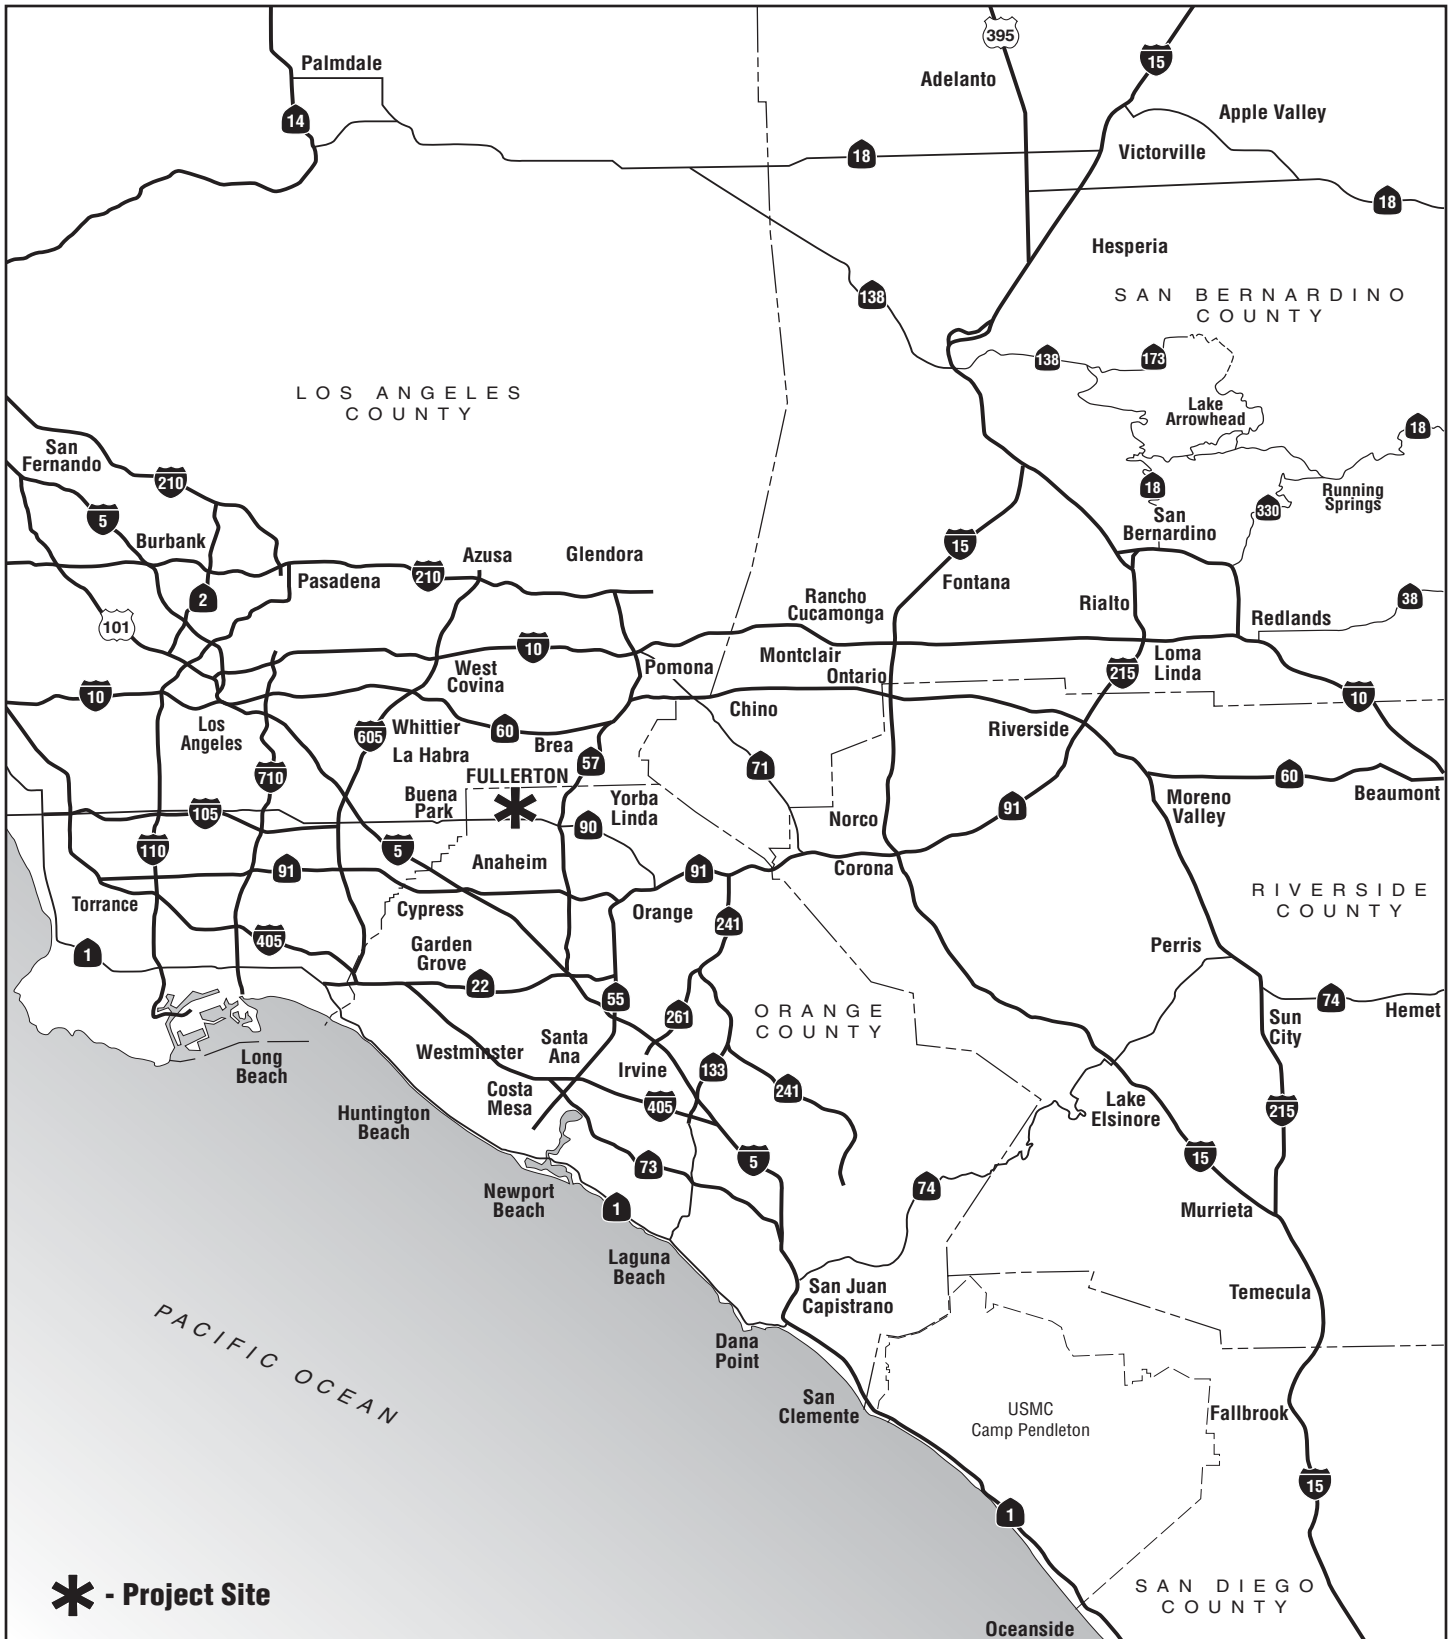 395
15
Palmdale
Adelanto
14
Apple Valley
18
Victorville
18
Hesperia
138
SAN BERNARDINO
COUNTY
138
173
LOS ANGELES
COUNTY
Lake
Arrowhead
18
San
Fernando
210
18
Running
Springs
330
5
San
Bernardino
Burbank
15
Azusa
Glendora
210
Pasadena
Fontana
2
Rancho
Cucamonga
Rialto
38
101
Redlands
10
Montclair
Loma
Linda
West
Covina
Pomona
Ontario
215
10
10
Chino
Los
Angeles
605
Whittier
60
Riverside
Brea
La Habra
57
71
FULLERTON
710
60
Buena
Park
Yorba
Linda
Moreno
Valley
Beaumont
105
91
Norco
90
110
5
Anaheim
91
91
Corona
RIVERSIDE
COUNTY
Torrance
Cypress
Orange
241
405
1
Garden
Grove
Perris
22
55
74
Hemet
261
ORANGE
COUNTY
Sun
City
Westminster
Santa
Ana
Long
Beach
Irvine
133
241
Costa
Mesa
405
Lake
Elsinore
215
Huntington
Beach
73
5
15
74
Newport
Beach
1
Murrieta
Laguna
Beach
San Juan
Capistrano
Temecula
PACIFIC OCEAN
Dana
Point
San
Clemente
USMC
Camp Pendleton
Fallbrook
15
1
- Project Site
SAN DIEGO
COUNTY
Oceanside